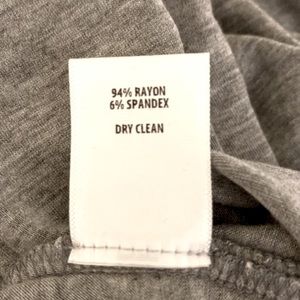 94% RAYON
6% SPANDEX
DRY CLEAN